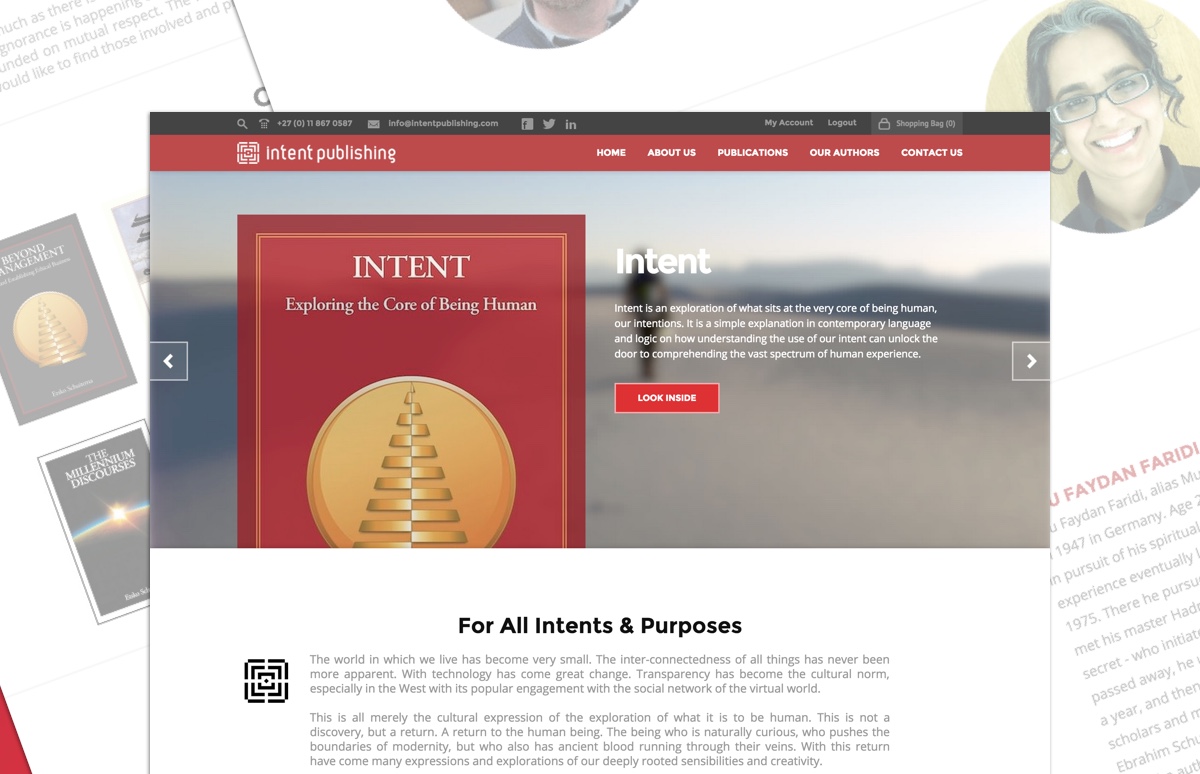 much as there is
ignorance is happening
unded on mutual respect. The
would like to find those involved and
+27 (0) 11 867 0587
info@intentpublishing.com
My Account
Logout
Shopping Bag (0)
intent publishing
HOME
ABOUT US
PUBLICATIONS
OUR AUTHORS
CONTACT US
BEYOND
MANAGEMENT
INTENT
Exploring the Core of Being Human
Intent
Intent is an exploration of what sits at the very core of being human,
our intentions. It is a simple explanation in contemporary language
and logic on how understanding the use of our intent can unlock the
door to comprehending the vast spectrum of human experience.
LOOK INSIDE
THE
MILLENNIUM
DISCOURSES
For All Intents & Purposes
The world in which we live has become very small. The inter-connectedness of all things has never been
more apparent. With technology has come great change. Transparency has become the cultural norm,
especially in the West with its popular engagement with the social network of the virtual world.
This is all merely the cultural expression of the exploration of what it is to be human. This is not a
discovery, but a return. A return to the human being. The being who is naturally curious, who pushes the
boundaries of modernity, but who also has ancient blood running through their veins. With this return
have come many expressions and explorations of our deeply rooted sensibilities and creativity.
U FAYDAN FARIDI
u Faydan Faridi, alias Mu
1947 in Germany. Age
n pursuit of his spiritual
experience eventually
1975. There he pursu
met his master Hadr
secret - who initiat
passed away, he
a year, and then
scholars and m
Ebrahim Schu